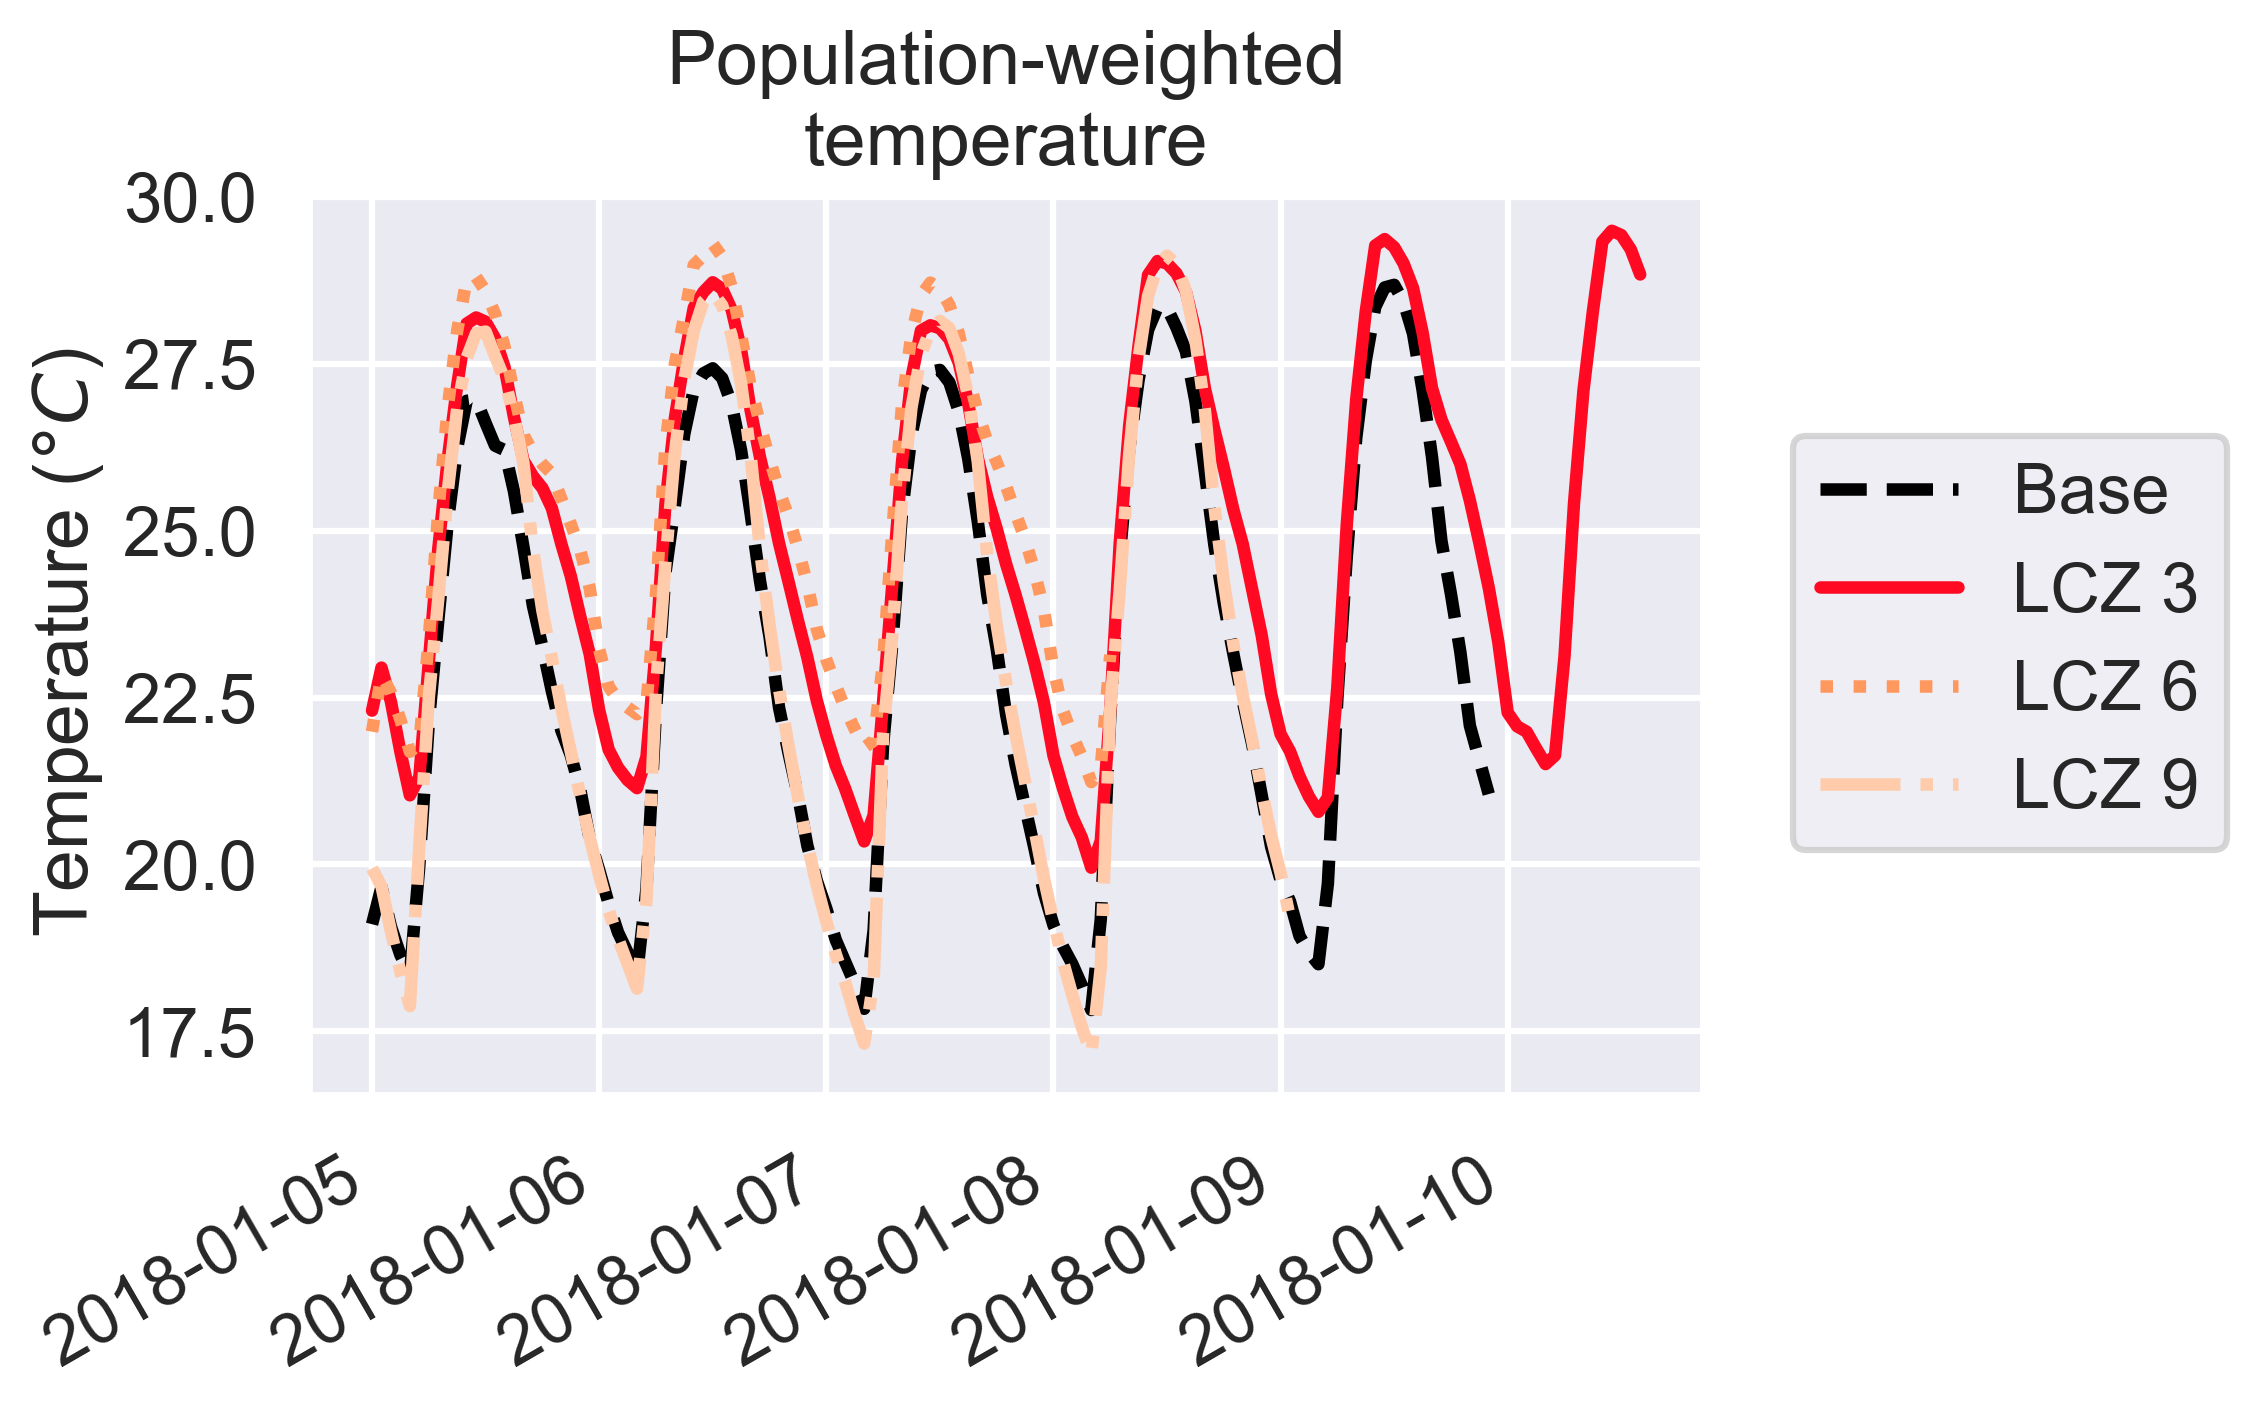 Population-weighted
temperature
Temperature (°C)
30.0
27.5
25.0
22.5
20.0
17.5
2018-01-05
2018-01-06
2018-01-07
2018-01-08
2018-01-09
2018-01-10
Base
LCZ 3
LCZ 6
LCZ 9